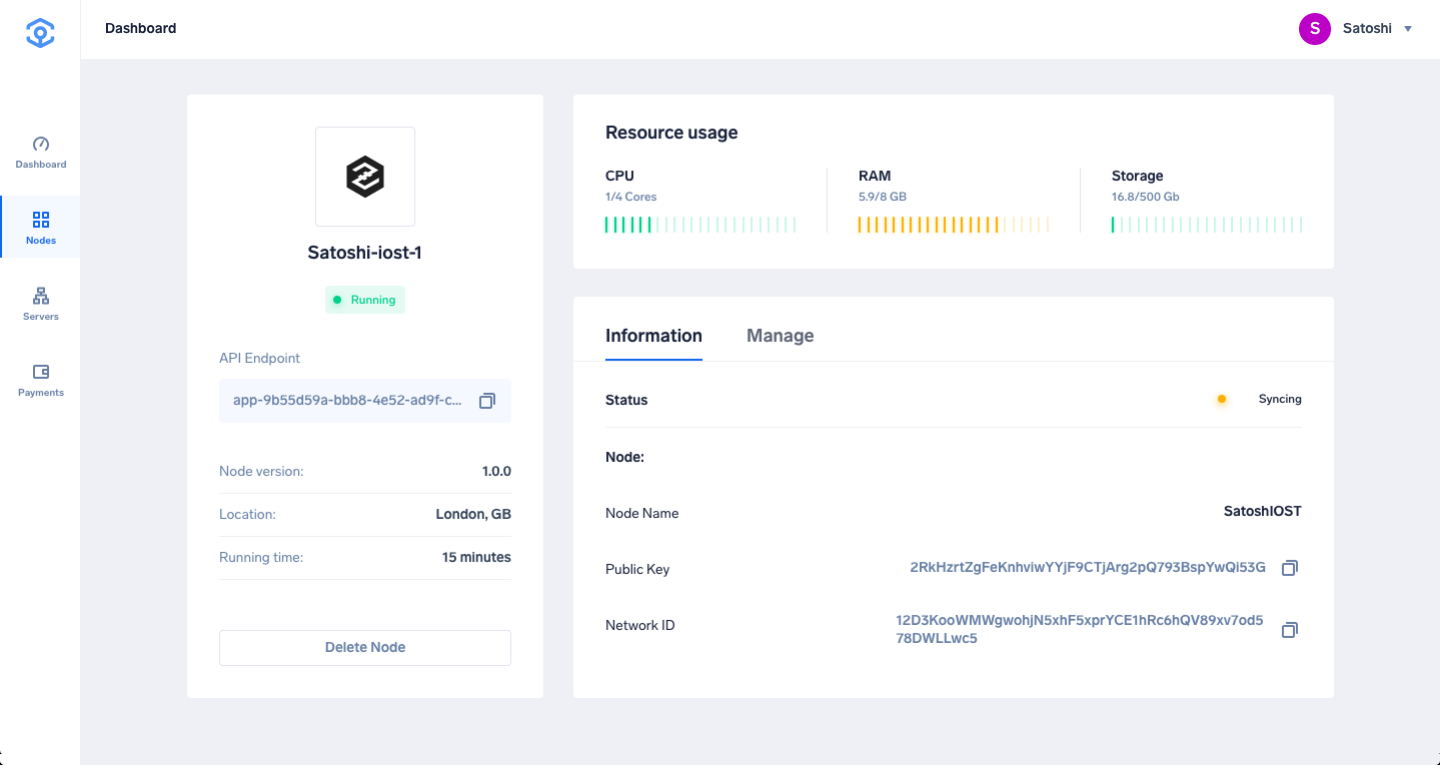 Dashboard
S Satoshi
Dashboard
Nodes
Servers
Payments
Satoshi-iost-1
Running
API Endpoint
app-9b55d59a-bbb8-4e52-ad9f-c...
Node version: 1.0.0
Location: London, GB
Running time: 15 minutes
Delete Node
Resource usage
CPU
1/4 Cores
RAM
5.9/8 GB
Storage
16.8/500 Gb
Information Manage
Status Syncing
Node:
Node Name SatoshIOST
Public Key 2RkHzrtZgFeKnhviwYYjF9CTjArg2pQ793BspYwQi53G
Network ID 12D3KooWMWgwohjN5xhF5xprYCE1hRc6hQV89xv7od5
78DWLLwc5